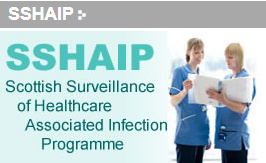 SSHAIP
SSHAIP
Scottish Surveillance
of Healthcare
Associated Infection
Programme